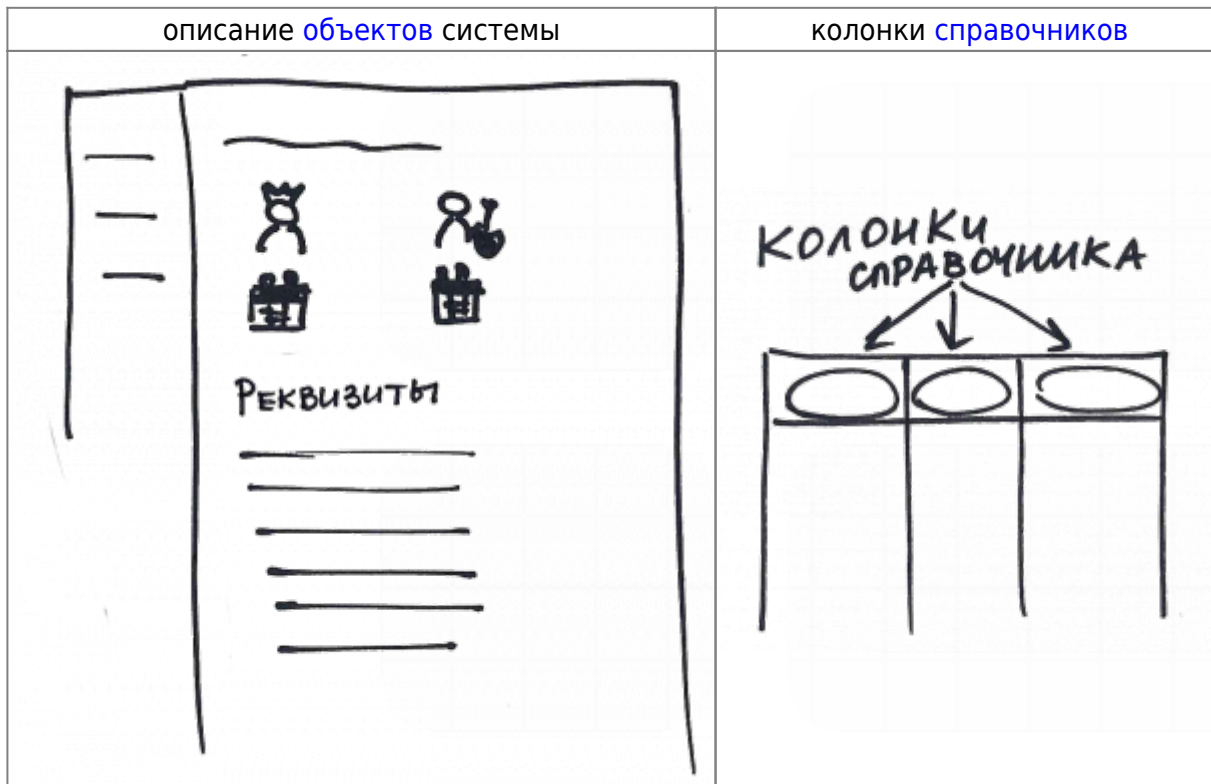 описание объектов системы
колонки справочников
РЕКВИЗИТЫ
КОЛОНКИ
СПРАВОЧНИКА